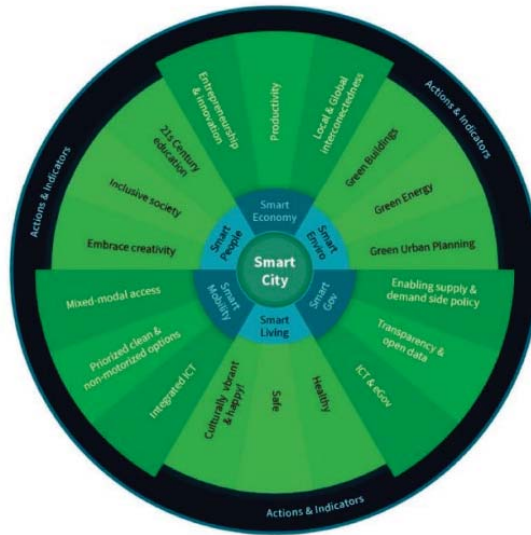 Actions & Indicators
Entrepreneurship
& innovation
Productivity
Local & Global
interconnectedness
Actions & Indicators
21s Century
education
Inclusive society
Embrace creativity
Green Buildings
Green Energy
Green Urban Planning
Smart
Economy
Smart
People
Smart
Enviro
Smart
City
Smart
Mobility
Smart
Living
Smart
Gov
Mixed-modal access
Priorized clean &
non-motorized options
Integrated ICT
Culturally vibrant
& happy!
Safe
Healthy
Enabling supply &
demand side policy
Transparency &
open data
ICT & eGov
Actions & Indicators